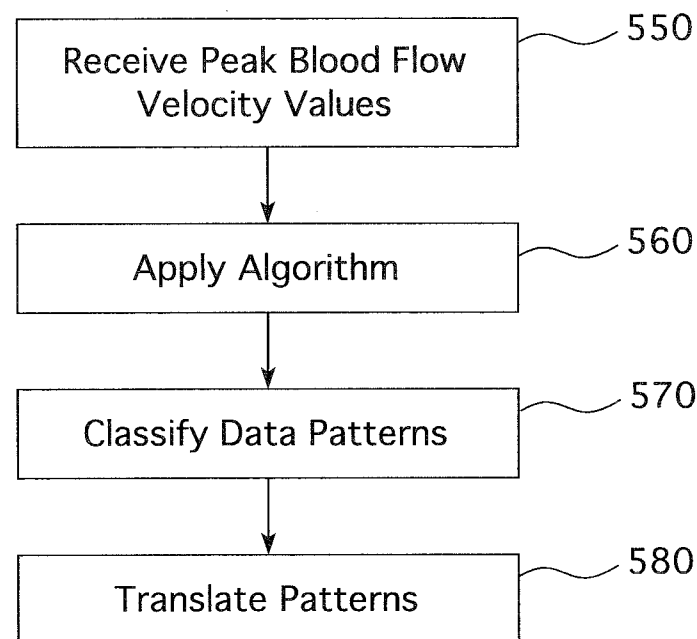 Receive Peak Blood Flow
Velocity Values
550
Apply Algorithm
560
Classify Data Patterns
570
Translate Patterns
580